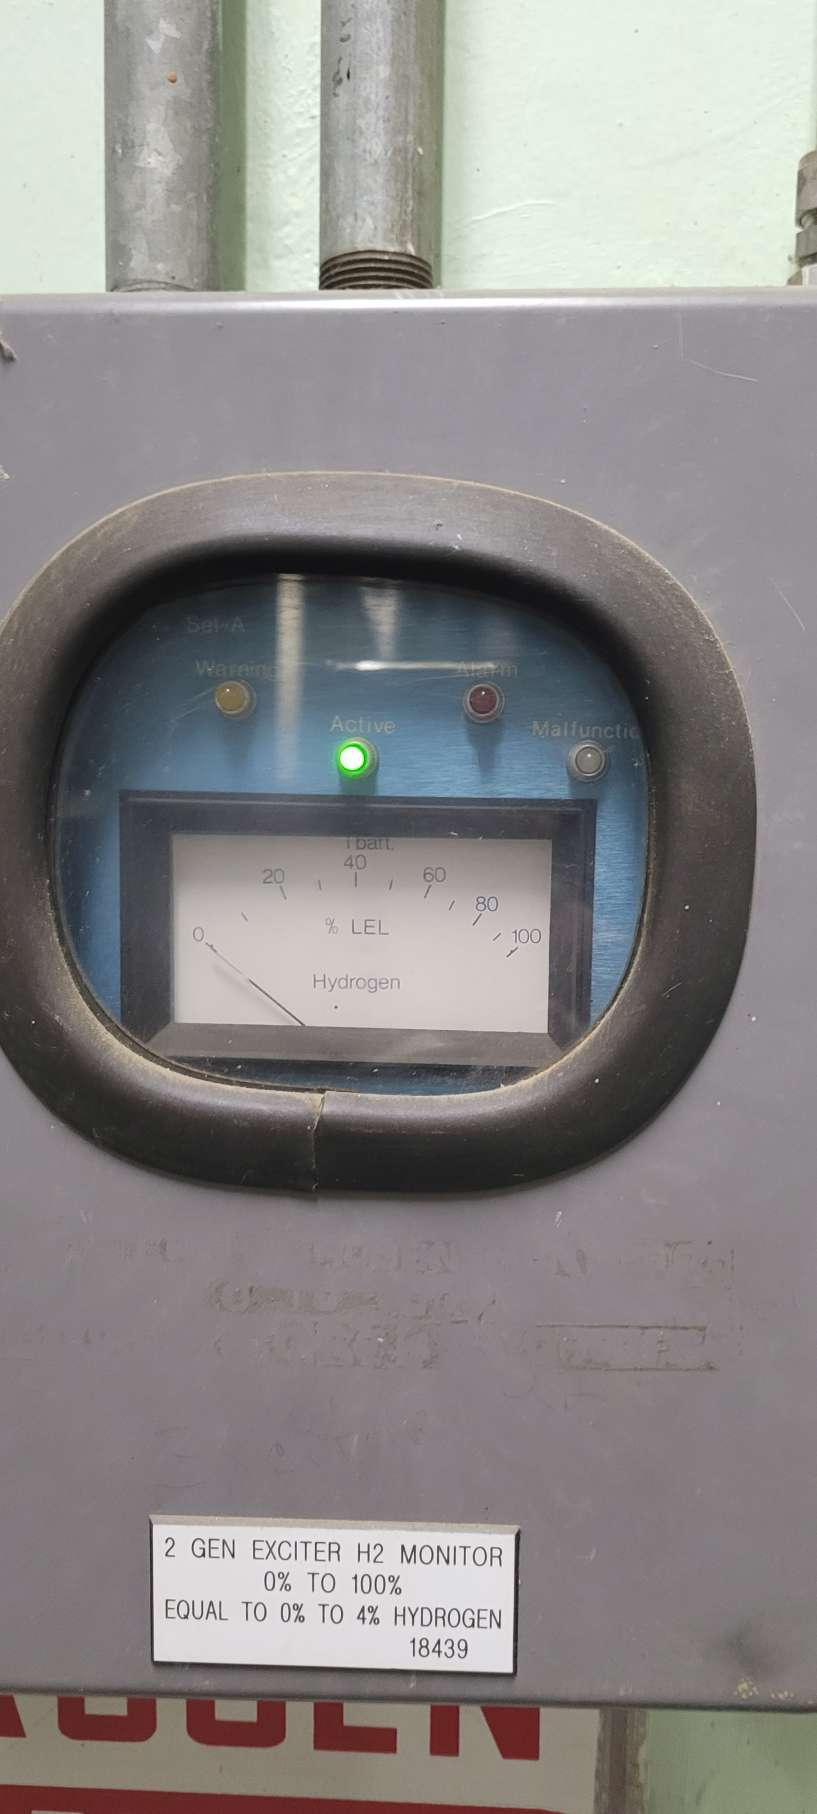 Sel-A
Warning
Alarm
Active
Malfunctio
20
40
60
80
0
100
% LEL
Hydrogen
2 GEN EXCITER H2 MONITOR
0% TO 100%
EQUAL TO 0% TO 4% HYDROGEN
18439